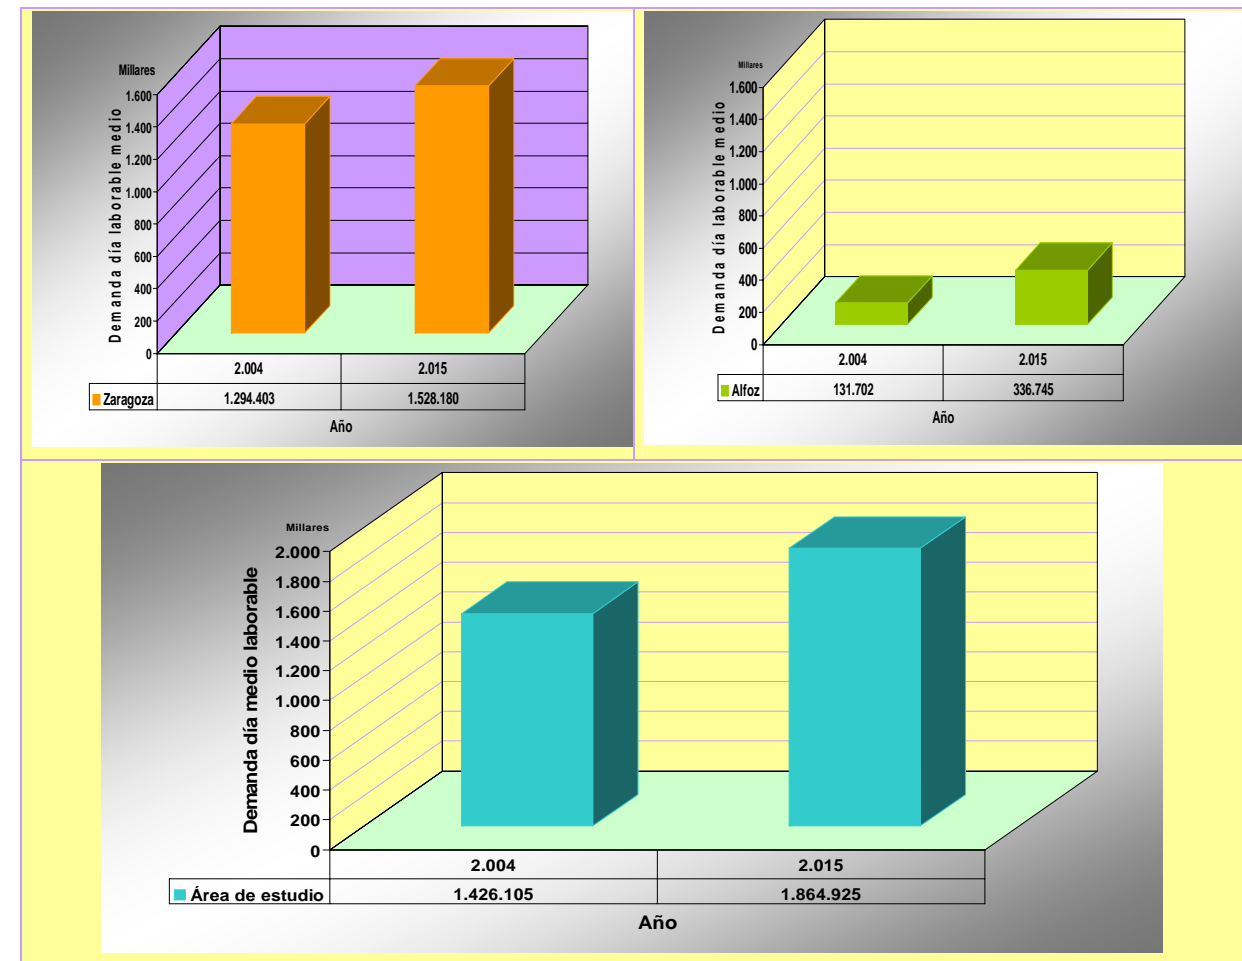 Millares
Demanda día laborable medio
1.600
1.400
1.200
1.000
800
600
400
200
0
2.004 2.015
Zaragoza 1.294.403 1.528.180
Año
Millares
Demanda día laborable medio
1.600
1.400
1.200
1.000
800
600
400
200
0
2.004 2.015
Alfoz 131.702 336.745
Año
Millares
Demanda día medio laborable
2.000
1.800
1.600
1.400
1.200
1.000
800
600
400
200
0
2.004 2.015
Área de estudio 1.426.105 1.864.925
Año